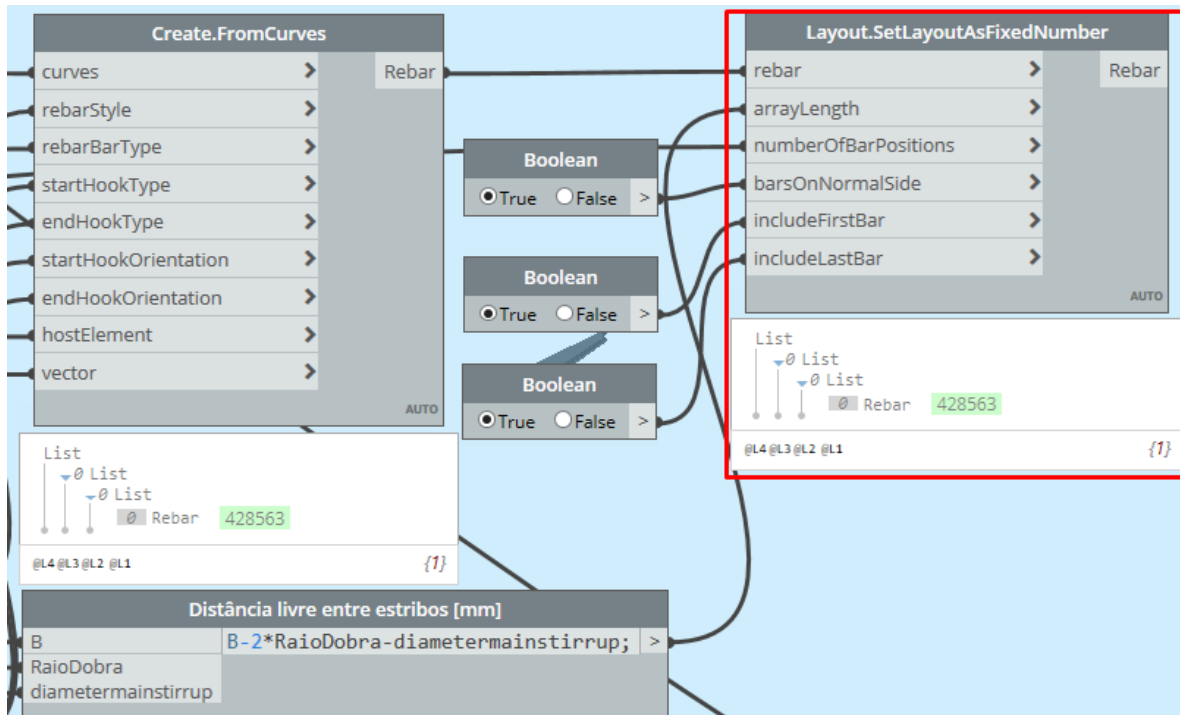 Create.FromCurves
curves > Rebar
rebarStyle >
rebarBarType >
startHookType >
endHookType >
startHookOrientation >
endHookOrientation >
hostElement >
vector >
AUTO
List
0 List
0 List
0 Rebar 428563
@L4 @L3 @L2 @L1 {1}
Boolean
True False >
Boolean
True False >
Boolean
True False >
Layout.SetLayoutAsFixedNumber
rebar > Rebar
arrayLength >
numberOfBarPositions >
barsOnNormalSide >
includeFirstBar >
includeLastBar >
AUTO
List
0 List
0 List
0 Rebar 428563
@L4 @L3 @L2 @L1 {1}
Distância livre entre estribos [mm]
B B-2*RaioDobra-diametermainstirrup; >
RaioDobra
diametermainstirrup